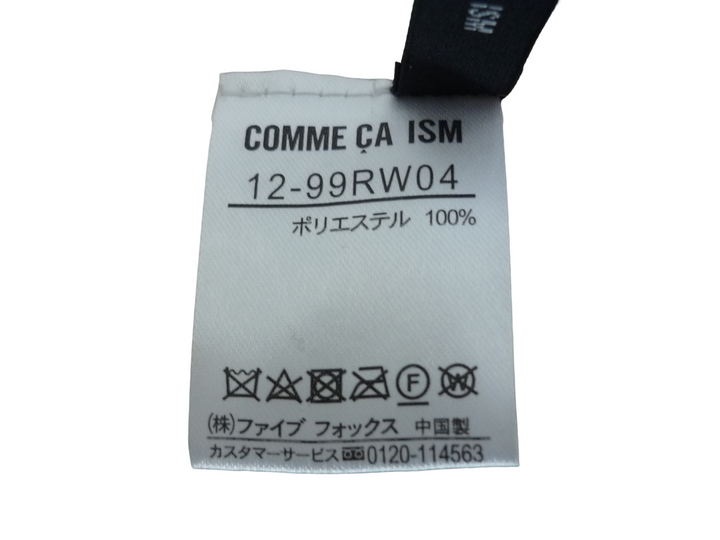 ISM
COMME ÇA ISM
12-99RW04
ポリエステル 100%
F W
(株)ファイブ フォックス 中国製
カスタマーサービス 0120-114563